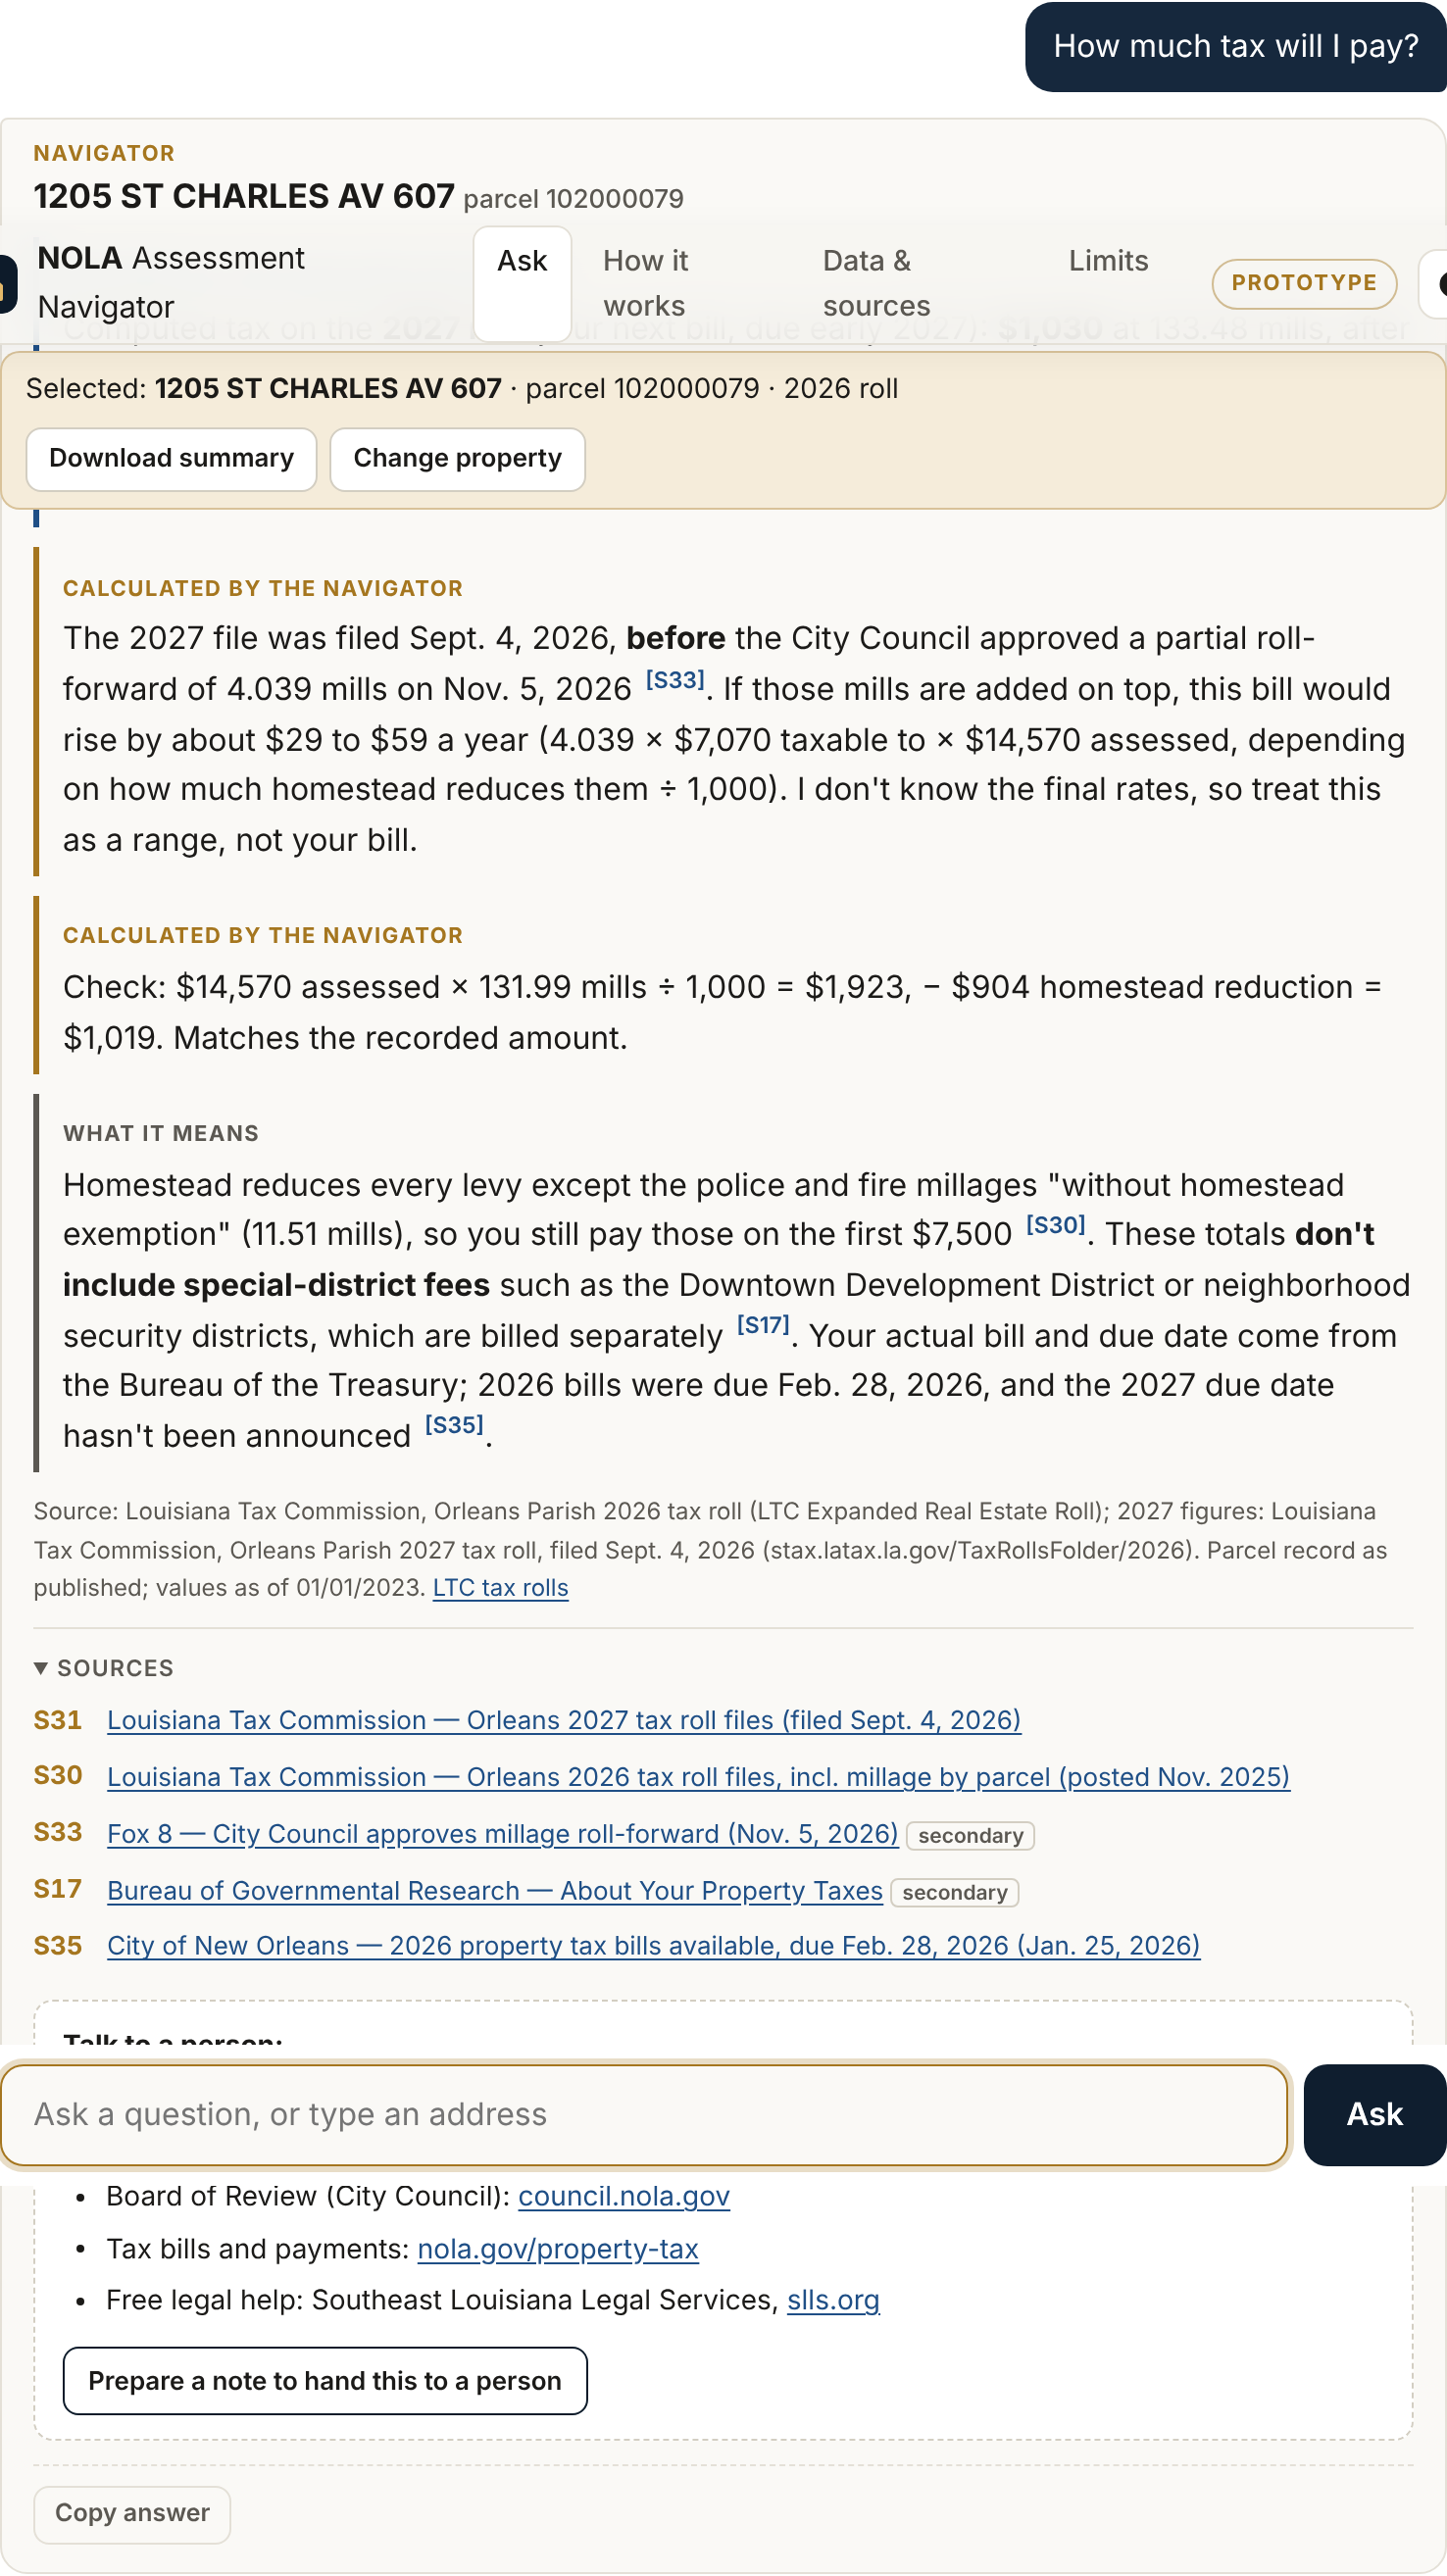 How much tax will I pay?
NAVIGATOR
1205 ST CHARLES AV 607 parcel 102000079
NOLA Assessment
Navigator
Ask
How it
works
Data &
sources
Limits
PROTOTYPE
Computed tax on the 2027 ur next bill, due early 2027): $1,030 at 133.48 mills, after
Selected: 1205 ST CHARLES AV 607 · parcel 102000079 · 2026 roll
Download summary
Change property
CALCULATED BY THE NAVIGATOR
The 2027 file was filed Sept. 4, 2026, before the City Council approved a partial roll-
forward of 4.039 mills on Nov. 5, 2026 [S33]. If those mills are added on top, this bill would
rise by about $29 to $59 a year (4.039 × $7,070 taxable to × $14,570 assessed, depending
on how much homestead reduces them ÷ 1,000). I don't know the final rates, so treat this
as a range, not your bill.
CALCULATED BY THE NAVIGATOR
Check: $14,570 assessed × 131.99 mills ÷ 1,000 = $1,923, − $904 homestead reduction =
$1,019. Matches the recorded amount.
WHAT IT MEANS
Homestead reduces every levy except the police and fire millages "without homestead
exemption" (11.51 mills), so you still pay those on the first $7,500 [S30]. These totals don't
include special-district fees such as the Downtown Development District or neighborhood
security districts, which are billed separately [S17]. Your actual bill and due date come from
the Bureau of the Treasury; 2026 bills were due Feb. 28, 2026, and the 2027 due date
hasn't been announced [S35].
Source: Louisiana Tax Commission, Orleans Parish 2026 tax roll (LTC Expanded Real Estate Roll); 2027 figures: Louisiana
Tax Commission, Orleans Parish 2027 tax roll, filed Sept. 4, 2026 (stax.latax.la.gov/TaxRollsFolder/2026). Parcel record as
published; values as of 01/01/2023. LTC tax rolls
▼ SOURCES
S31 Louisiana Tax Commission — Orleans 2027 tax roll files (filed Sept. 4, 2026)
S30 Louisiana Tax Commission — Orleans 2026 tax roll files, incl. millage by parcel (posted Nov. 2025)
S33 Fox 8 — City Council approves millage roll-forward (Nov. 5, 2026) secondary
S17 Bureau of Governmental Research — About Your Property Taxes secondary
S35 City of New Orleans — 2026 property tax bills available, due Feb. 28, 2026 (Jan. 25, 2026)
Talk to a person:
Ask a question, or type an address
Ask
• Board of Review (City Council): council.nola.gov
• Tax bills and payments: nola.gov/property-tax
• Free legal help: Southeast Louisiana Legal Services, slls.org
Prepare a note to hand this to a person
Copy answer